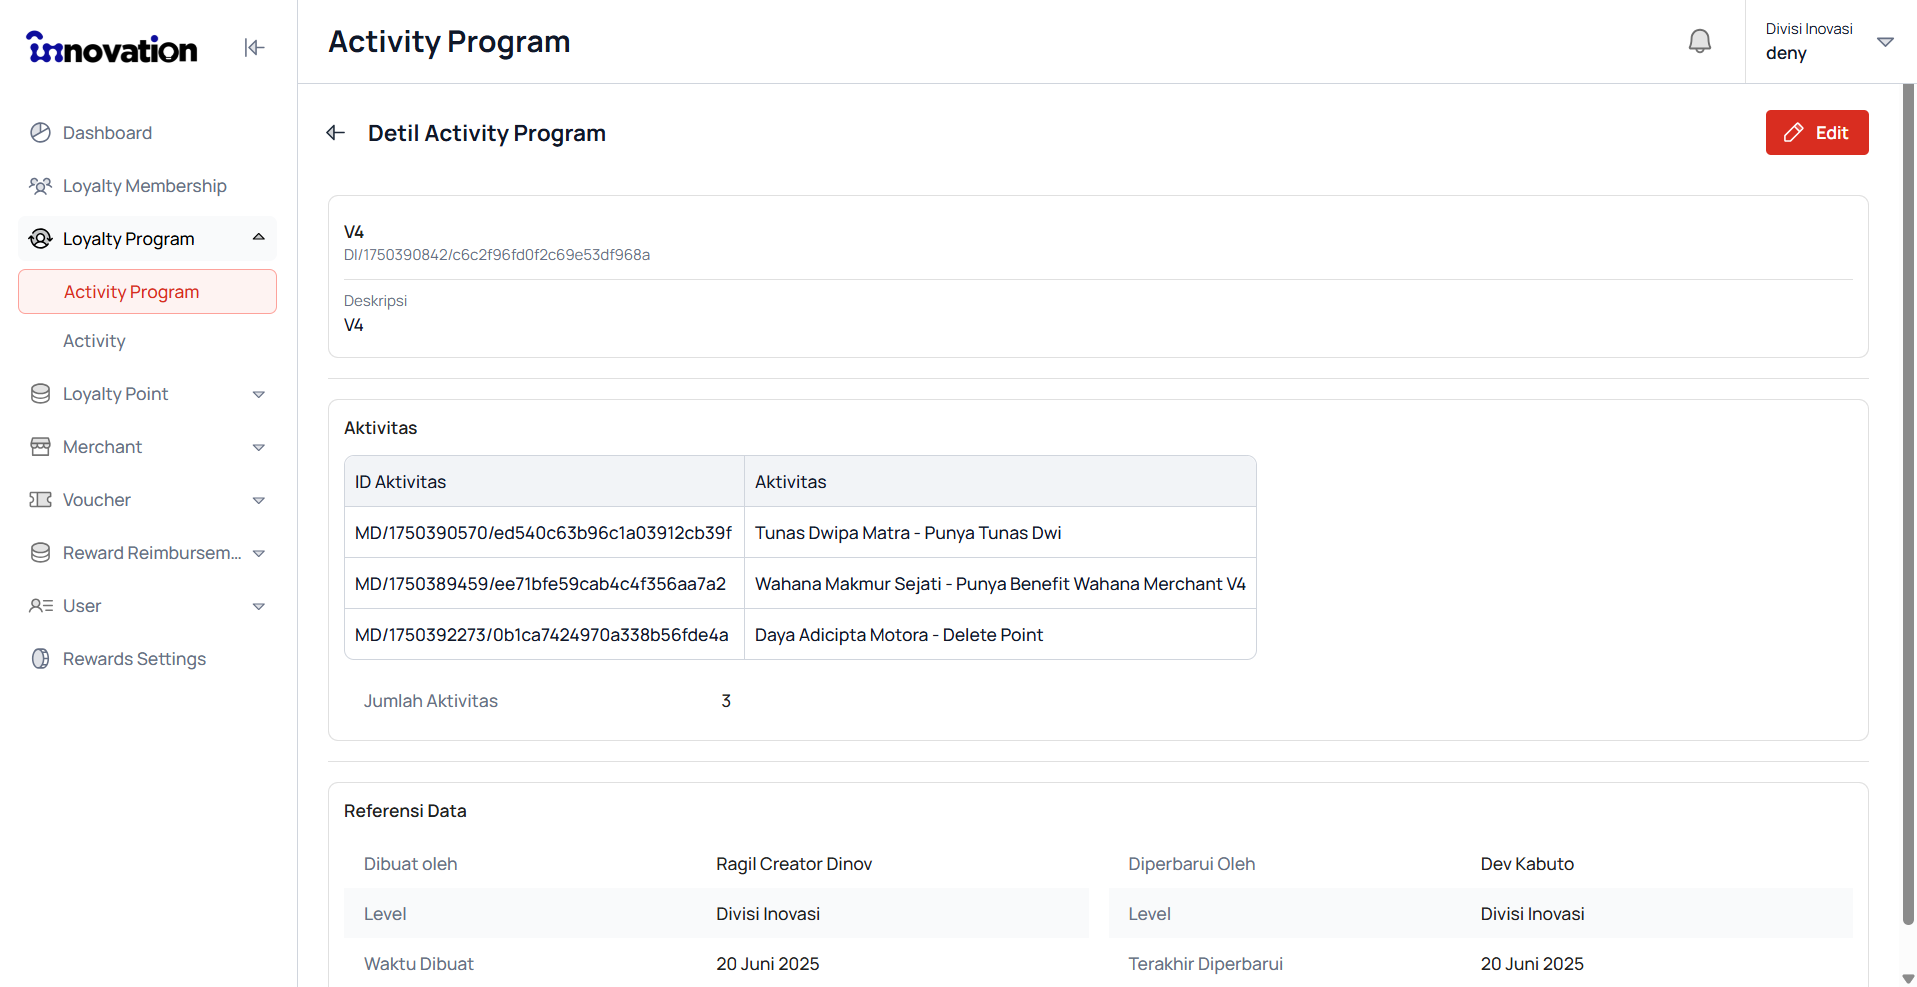 innovation
Activity Program
Divisi Inovasi
deny
Dashboard
Loyalty Membership
Loyalty Program
Activity Program
Activity
Loyalty Point
Merchant
Voucher
Reward Reimbursem...
User
Rewards Settings
Detil Activity Program
Edit
V4
DI/1750390842/c6c2f96fd0f2c69e53df968a
Deskripsi
V4
Aktivitas
ID Aktivitas Aktivitas
MD/1750390570/ed540c63b96c1a03912cb39f Tunas Dwipa Matra - Punya Tunas Dwi
MD/1750389459/ee71bfe59cab4c4f356aa7a2 Wahana Makmur Sejati - Punya Benefit Wahana Merchant V4
MD/1750392273/0b1ca7424970a338b56fde4a Daya Adicipta Motora - Delete Point
Jumlah Aktivitas 3
Referensi Data
Dibuat oleh Ragil Creator Dinov Diperbarui Oleh Dev Kabuto
Level Divisi Inovasi Level Divisi Inovasi
Waktu Dibuat 20 Juni 2025 Terakhir Diperbarui 20 Juni 2025